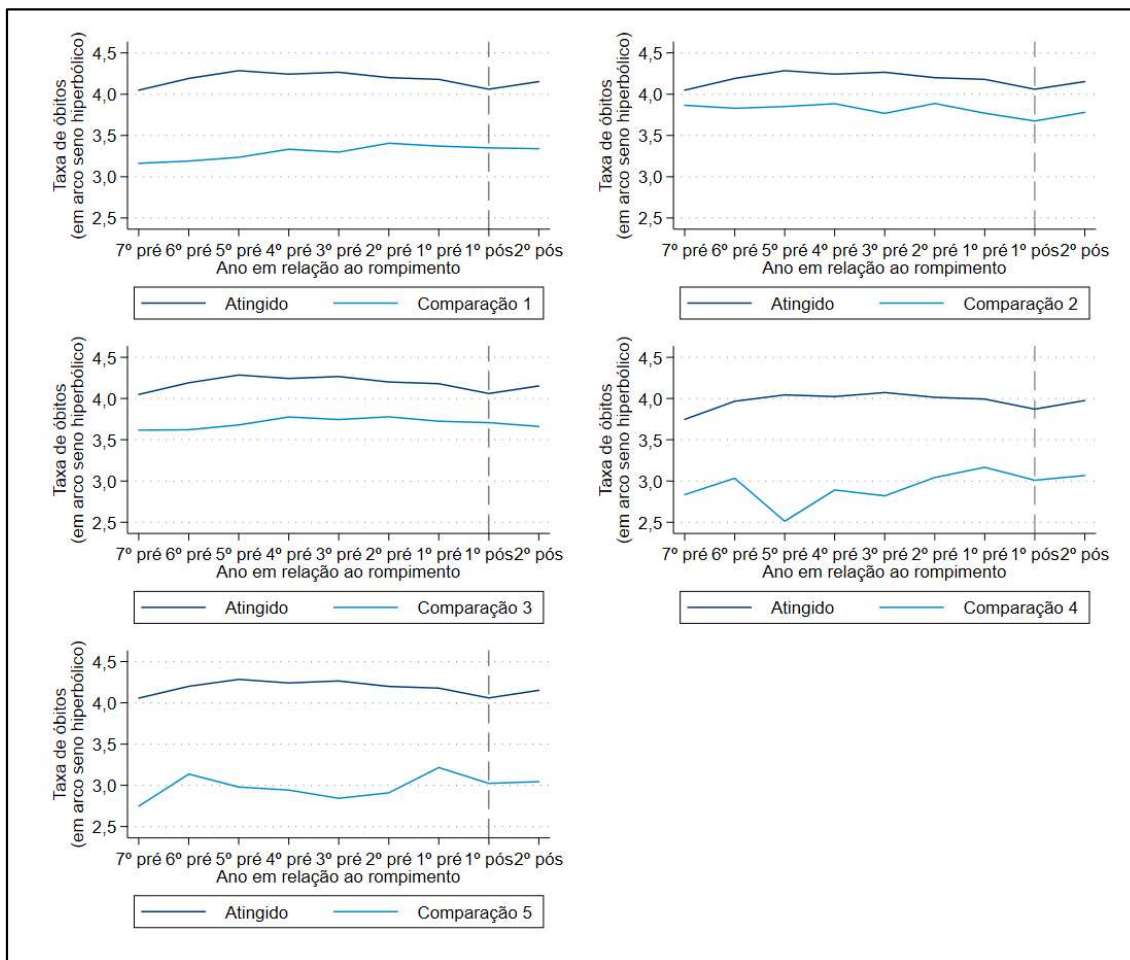 Taxa de óbitos
(em arco seno hiperbólico)
4,5
4,0
3,5
3,0
2,5
7º pré 6º pré 5º pré 4º pré 3º pré 2º pré 1º pré 1º pós 2º pós
Ano em relação ao rompimento
Atingido Comparação 1
Taxa de óbitos
(em arco seno hiperbólico)
4,5
4,0
3,5
3,0
2,5
7º pré 6º pré 5º pré 4º pré 3º pré 2º pré 1º pré 1º pós 2º pós
Ano em relação ao rompimento
Atingido Comparação 2
Taxa de óbitos
(em arco seno hiperbólico)
4,5
4,0
3,5
3,0
2,5
7º pré 6º pré 5º pré 4º pré 3º pré 2º pré 1º pré 1º pós 2º pós
Ano em relação ao rompimento
Atingido Comparação 3
Taxa de óbitos
(em arco seno hiperbólico)
4,5
4,0
3,5
3,0
2,5
7º pré 6º pré 5º pré 4º pré 3º pré 2º pré 1º pré 1º pós 2º pós
Ano em relação ao rompimento
Atingido Comparação 4
Taxa de óbitos
(em arco seno hiperbólico)
4,5
4,0
3,5
3,0
2,5
7º pré 6º pré 5º pré 4º pré 3º pré 2º pré 1º pré 1º pós 2º pós
Ano em relação ao rompimento
Atingido Comparação 5